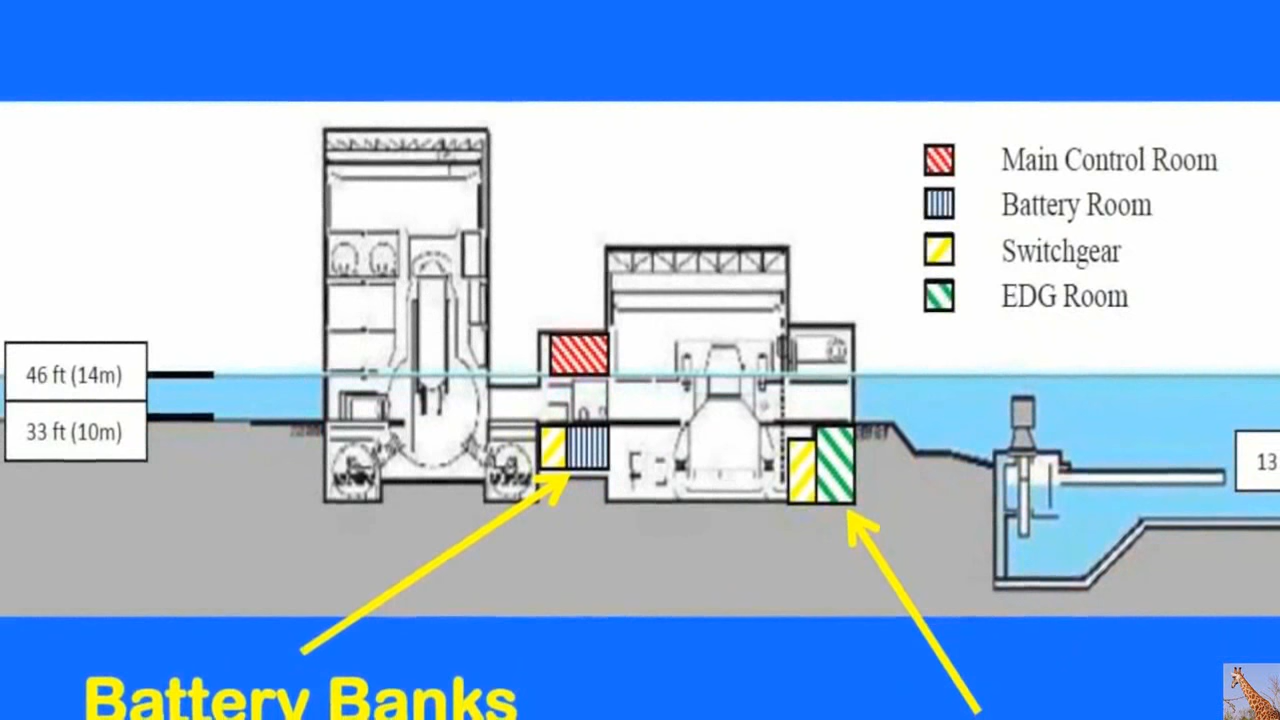 Main Control Room
Battery Room
Switchgear
EDG Room
46 ft (14m)
33 ft (10m)
13
Battery Banks